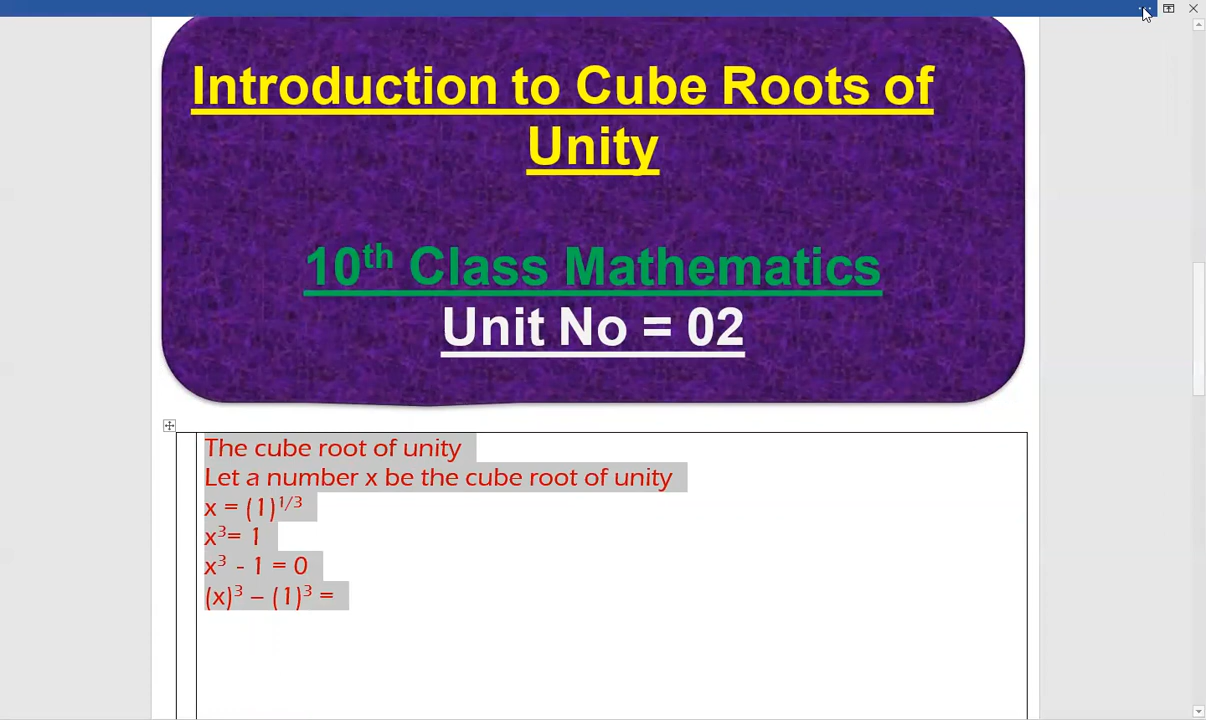 Introduction to Cube Roots of
Unity
10th Class Mathematics
Unit No = 02
The cube root of unity
Let a number x be the cube root of unity
x = (1)^1/3
x³= 1
x³ - 1 = 0
(x)³ – (1)³ =